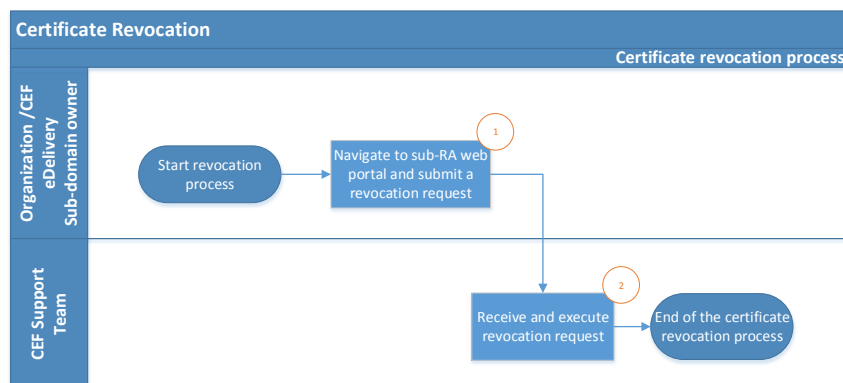 Certificate Revocation
Certificate revocation process
Organization /CEF
eDelivery
Sub-domain owner
Start revocation
process
1
Navigate to sub-RA web
portal and submit a
revocation request
CEF Support
Team
2
Receive and execute
revocation request
End of the certificate
revocation process